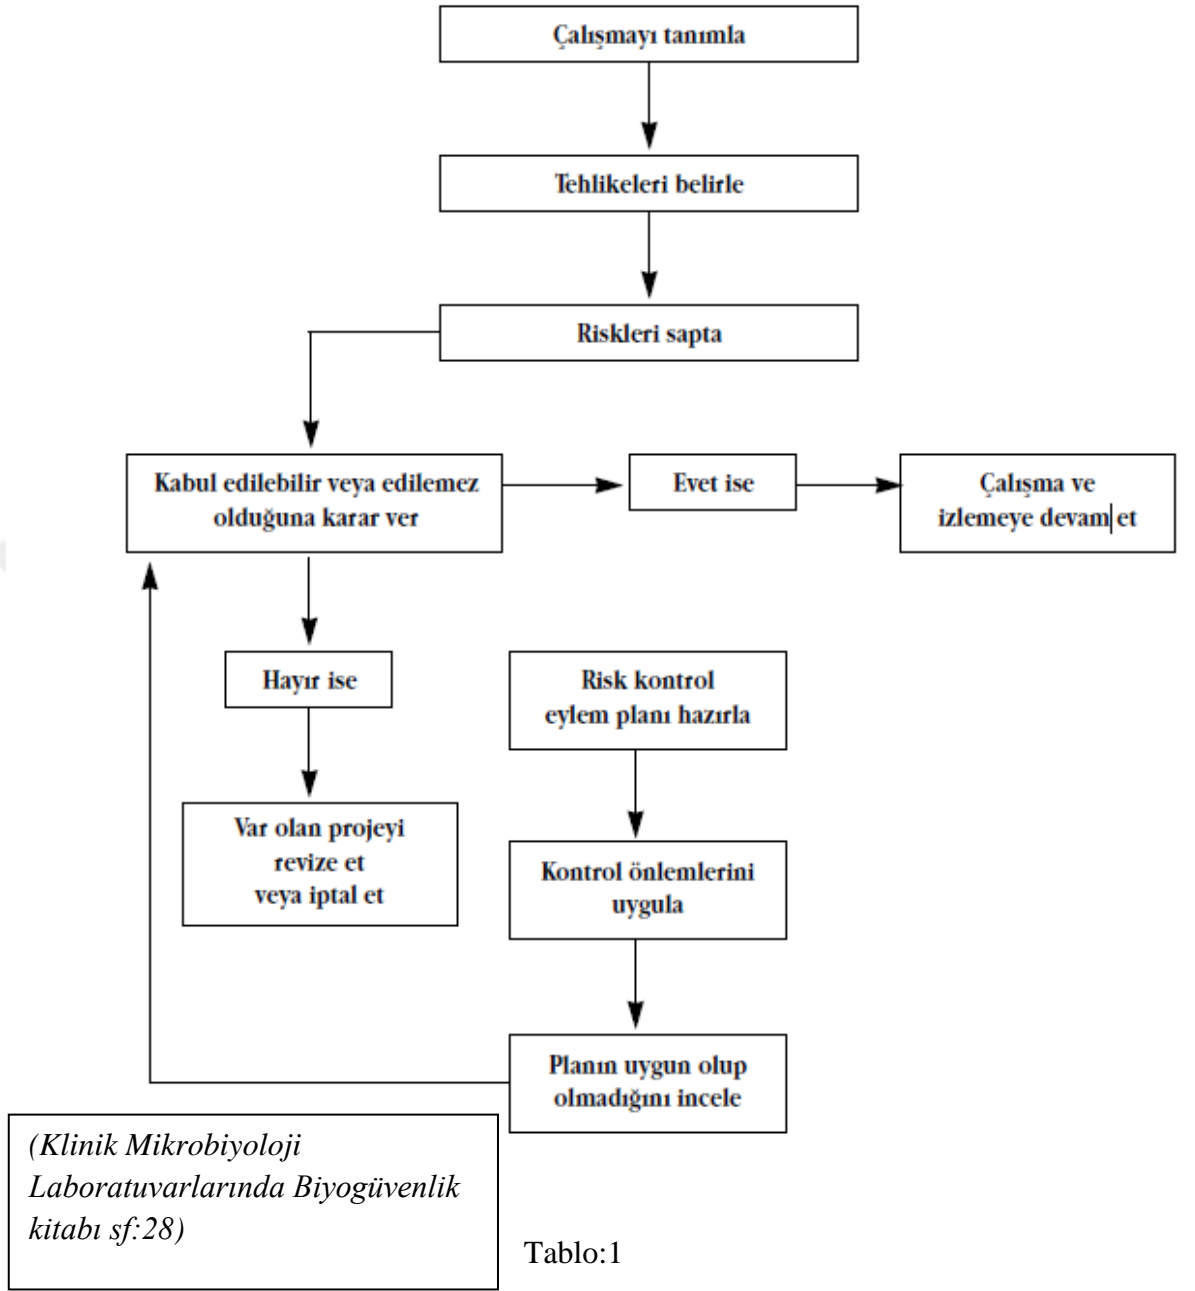 Çalışmayı tanımla
Tehlikeleri belirle
Riskleri sapta
Kabul edilebilir veya edilemez
olduğuna karar ver
Evet ise
Çalışma ve
izlemeye devam et
Hayır ise
Var olan projeyi
revize et
veya iptal et
Risk kontrol
eylem planı hazırla
Kontrol önlemlerini
uygula
Planın uygun olup
olmadığını incele
(Klinik Mikrobiyoloji
Laboratuvarlarında Biyogüvenlik
kitabı sf:28)
Tablo:1